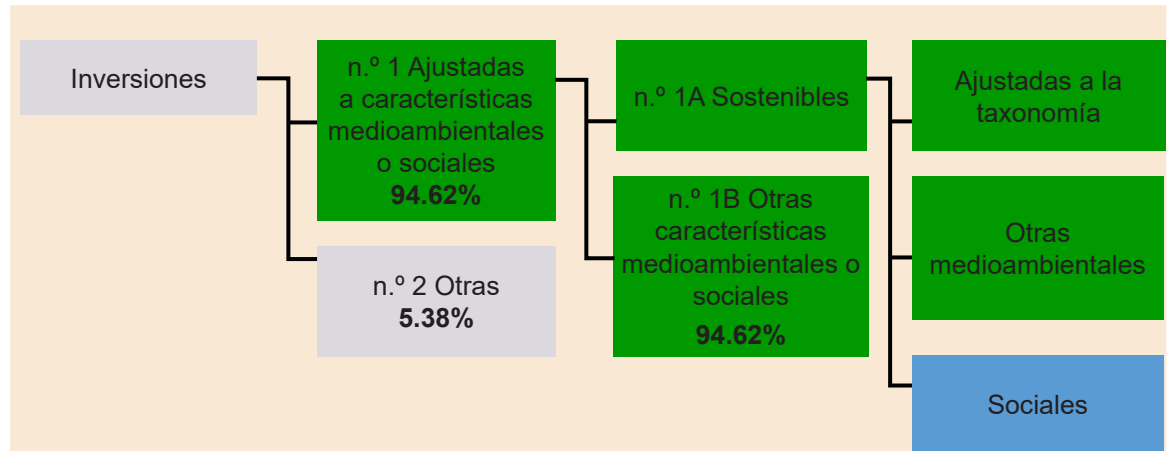 Inversiones
n.º 1 Ajustadas
a características
medioambientales
o sociales
94.62%
n.º 2 Otras
5.38%
n.º 1A Sostenibles
n.º 1B Otras
características
medioambientales o
sociales
94.62%
Ajustadas a la
taxonomía
Otras
medioambientales
Sociales